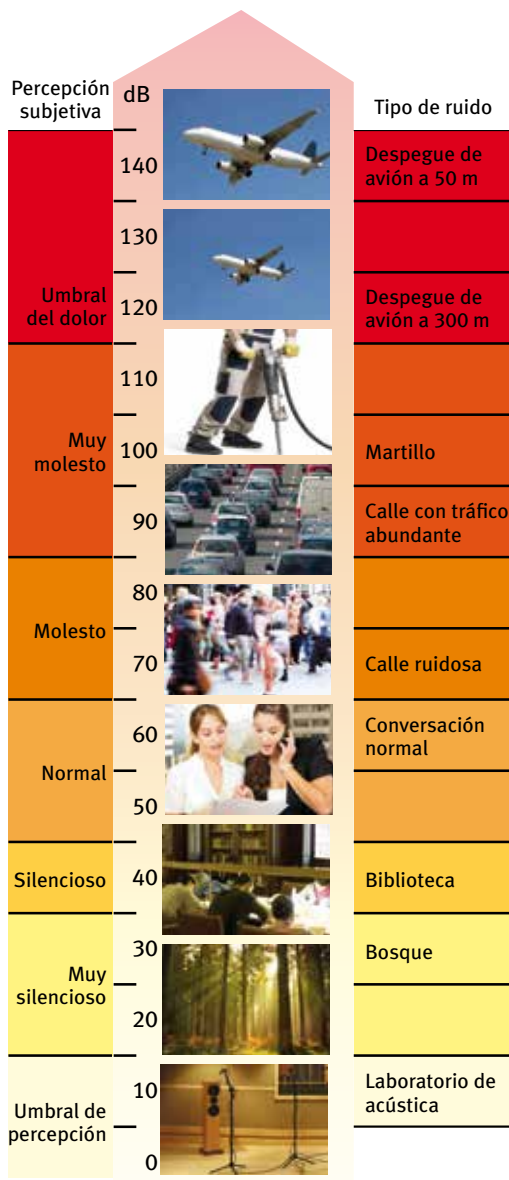 Percepción
subjetiva
dB
Tipo de ruido
140
Despegue de
avión a 50 m
130
Umbral
del dolor
120
Despegue de
avión a 300 m
110
Muy
molesto
100
Martillo
90
Calle con tráfico
abundante
80
Molesto
70
Calle ruidosa
60
Conversación
normal
Normal
50
Silencioso
40
Biblioteca
30
Bosque
Muy
silencioso
20
10
Laboratorio de
acústica
Umbral de
percepción
0